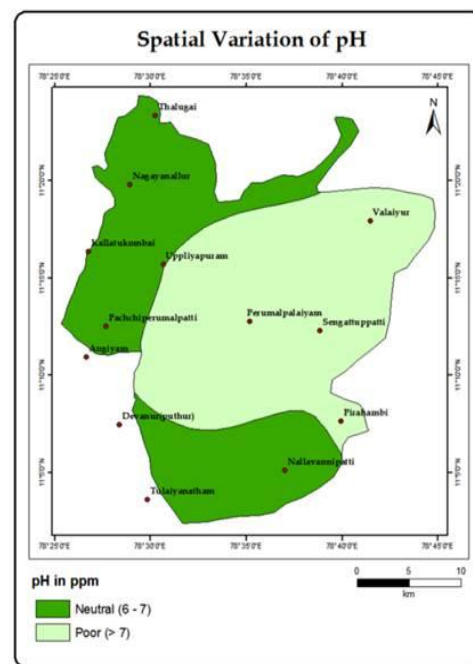 Spatial Variation of pH
78°25'0"E 78°30'0"E 78°35'0"E 78°40'0"E 78°45'0"E
N
Thalugai
Nagayanallur
Valaiyur
Kallatukombai
Uppliyapuram
Perumalpalaiyam
Sengattuppatti
Pachchiperumalpatti
Angiyam
Pirahambi
Devanur(puthur)
Nallavannipatti
Tulaiyanatham
78°25'0"E 78°30'0"E 78°35'0"E 78°40'0"E 78°45'0"E
pH in ppm
Neutral (6 - 7)
Poor (> 7)
0 5 10
km